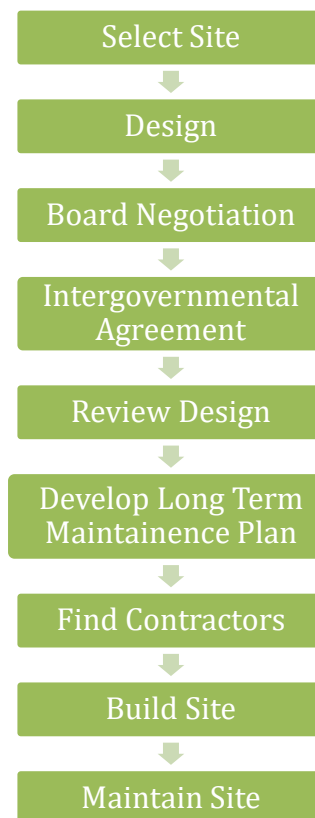 Select Site
Design
Board Negotiation
Intergovernmental
Agreement
Review Design
Develop Long Term
Maintainence Plan
Find Contractors
Build Site
Maintain Site